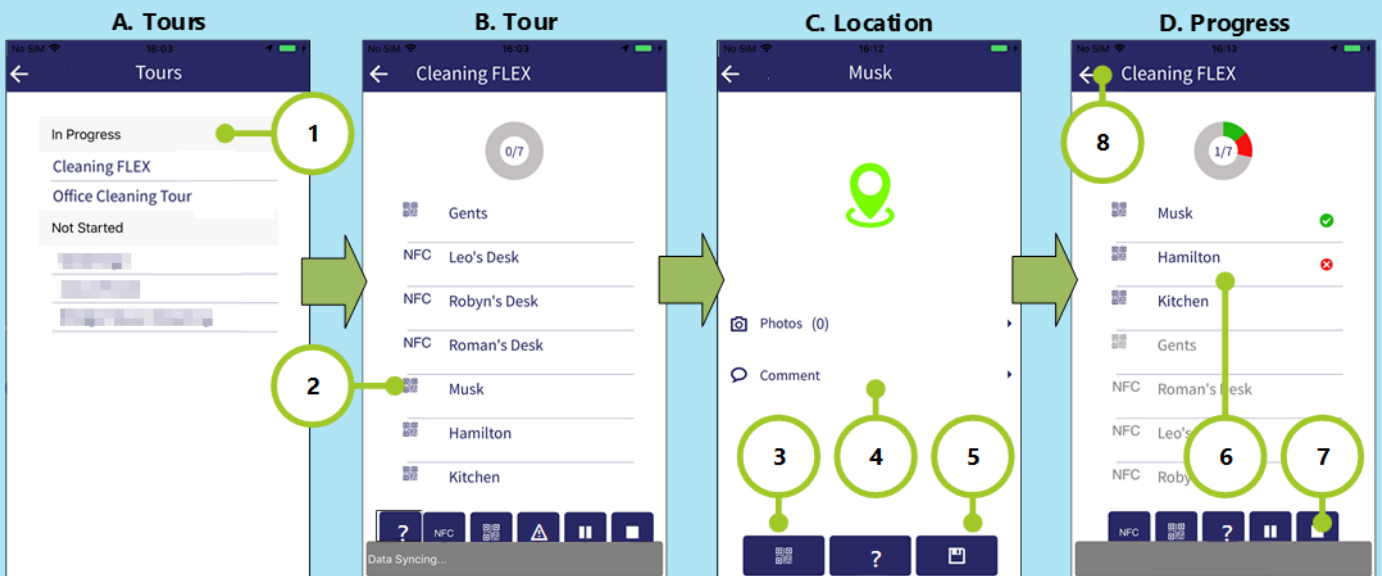 A. Tours
No SIM 16:03
Tours
1
In Progress
Cleaning FLEX
Office Cleaning Tour
Not Started
B. Tour
No SIM 16:03
Cleaning FLEX
0/7
Gents
NFC Leo's Desk
NFC Robyn's Desk
NFC Roman's Desk
2
Musk
Hamilton
Kitchen
? NFC
Data Syncing...
C. Location
No SIM 16:12
Musk
Photos (0)
Comment
3
4
5
?
D. Progress
No SIM 16:13
Cleaning FLEX
8
1/7
Musk
Hamilton
Kitchen
Gents
NFC Roman's Desk
NFC Leo's
6
7
NFC Roby
NFC ?